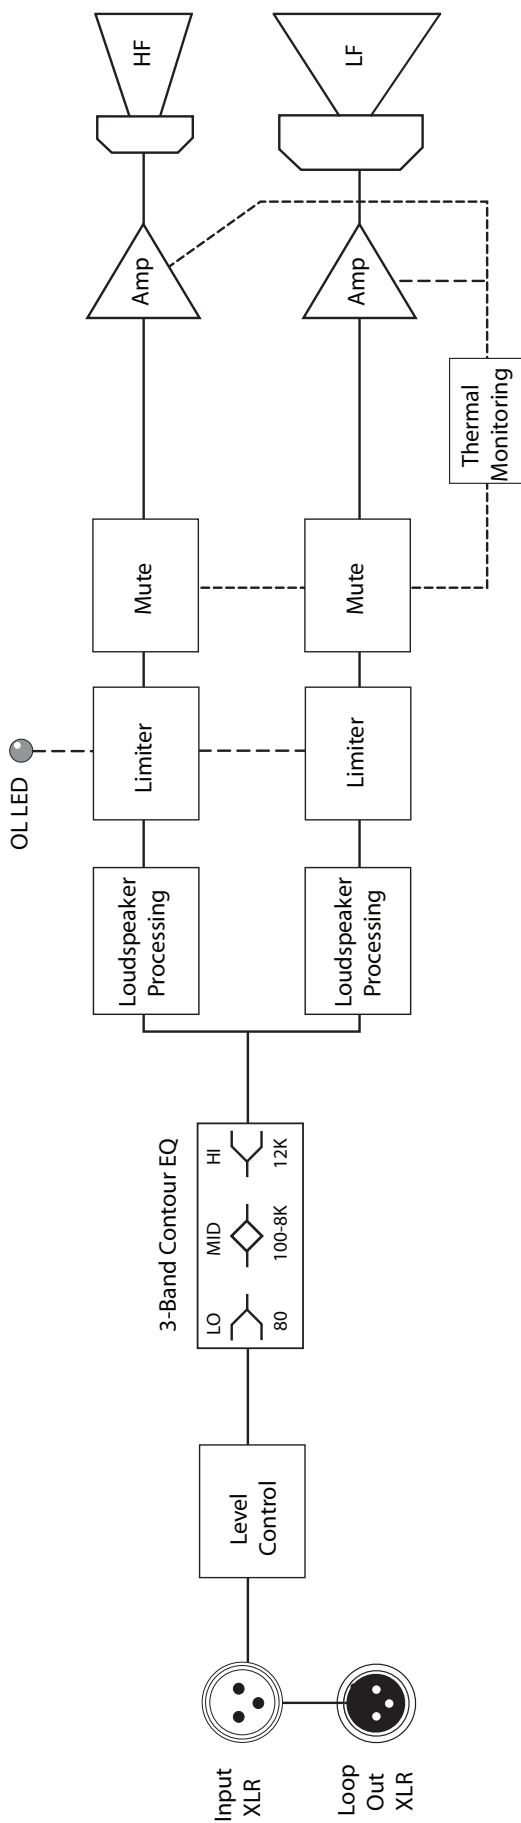 Input
XLR
Loop
Out
XLR
Level
Control
3-Band Contour EQ
LO
MID
HI
80
100-8K
12K
Loudspeaker
Processing
Loudspeaker
Processing
OL LED
Limiter
Limiter
Mute
Mute
Thermal
Monitoring
Amp
Amp
HF
LF